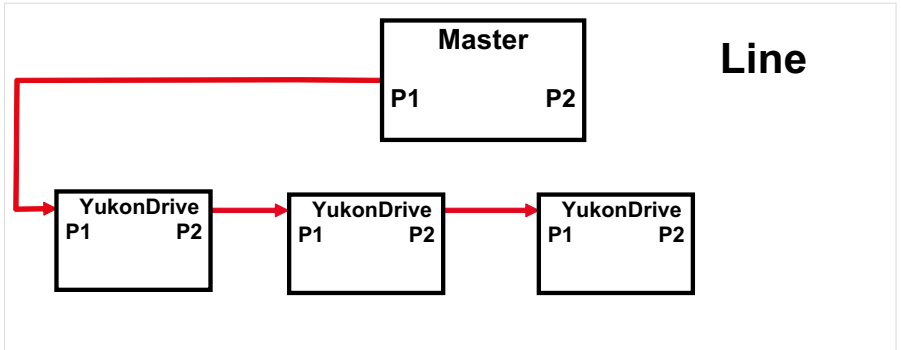 Master
Line
P1 P2
YukonDrive
P1 P2
YukonDrive
P1 P2
YukonDrive
P1 P2